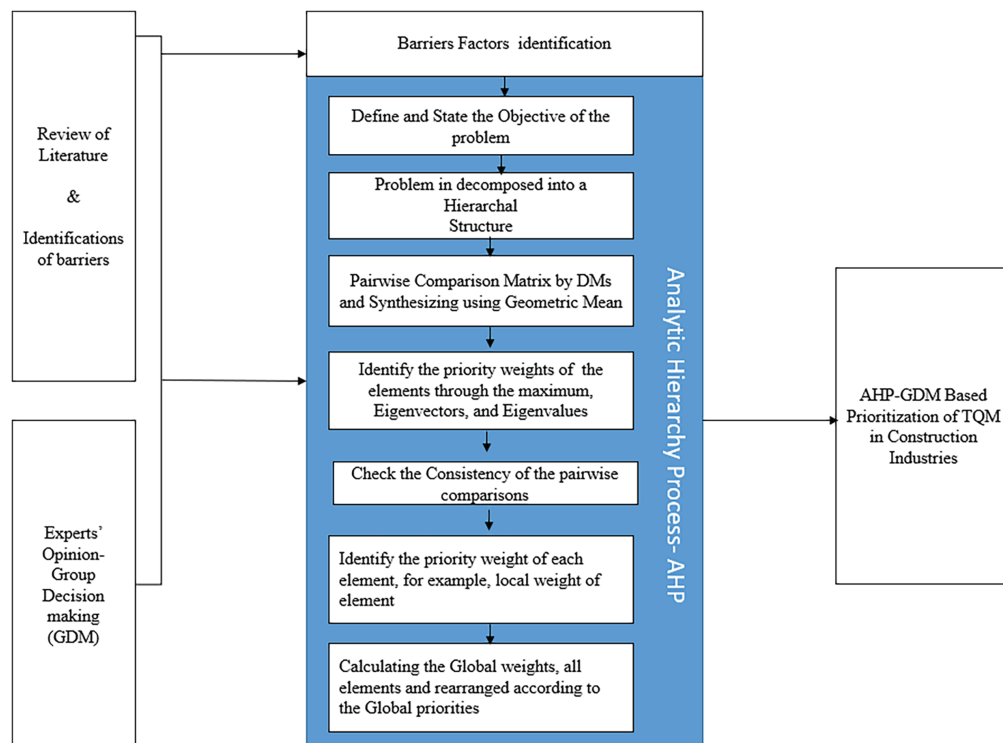 Review of
Literature
&
Identifications
of barriers
Experts’
Opinion-
Group
Decision
making
(GDM)
Barriers Factors identification
Define and State the Objective of the
problem
Problem in decomposed into a
Hierarchal
Structure
Pairwise Comparison Matrix by DMs
and Synthesizing using Geometric Mean
Identify the priority weights of the
elements through the maximum,
Eigenvectors, and Eigenvalues
Check the Consistency of the pairwise
comparisons
Identify the priority weight of each
element, for example, local weight of
element
Calculating the Global weights, all
elements and rearranged according to
the Global priorities
Analytic Hierarchy Process- AHP
AHP-GDM Based
Prioritization of TQM
in Construction
Industries